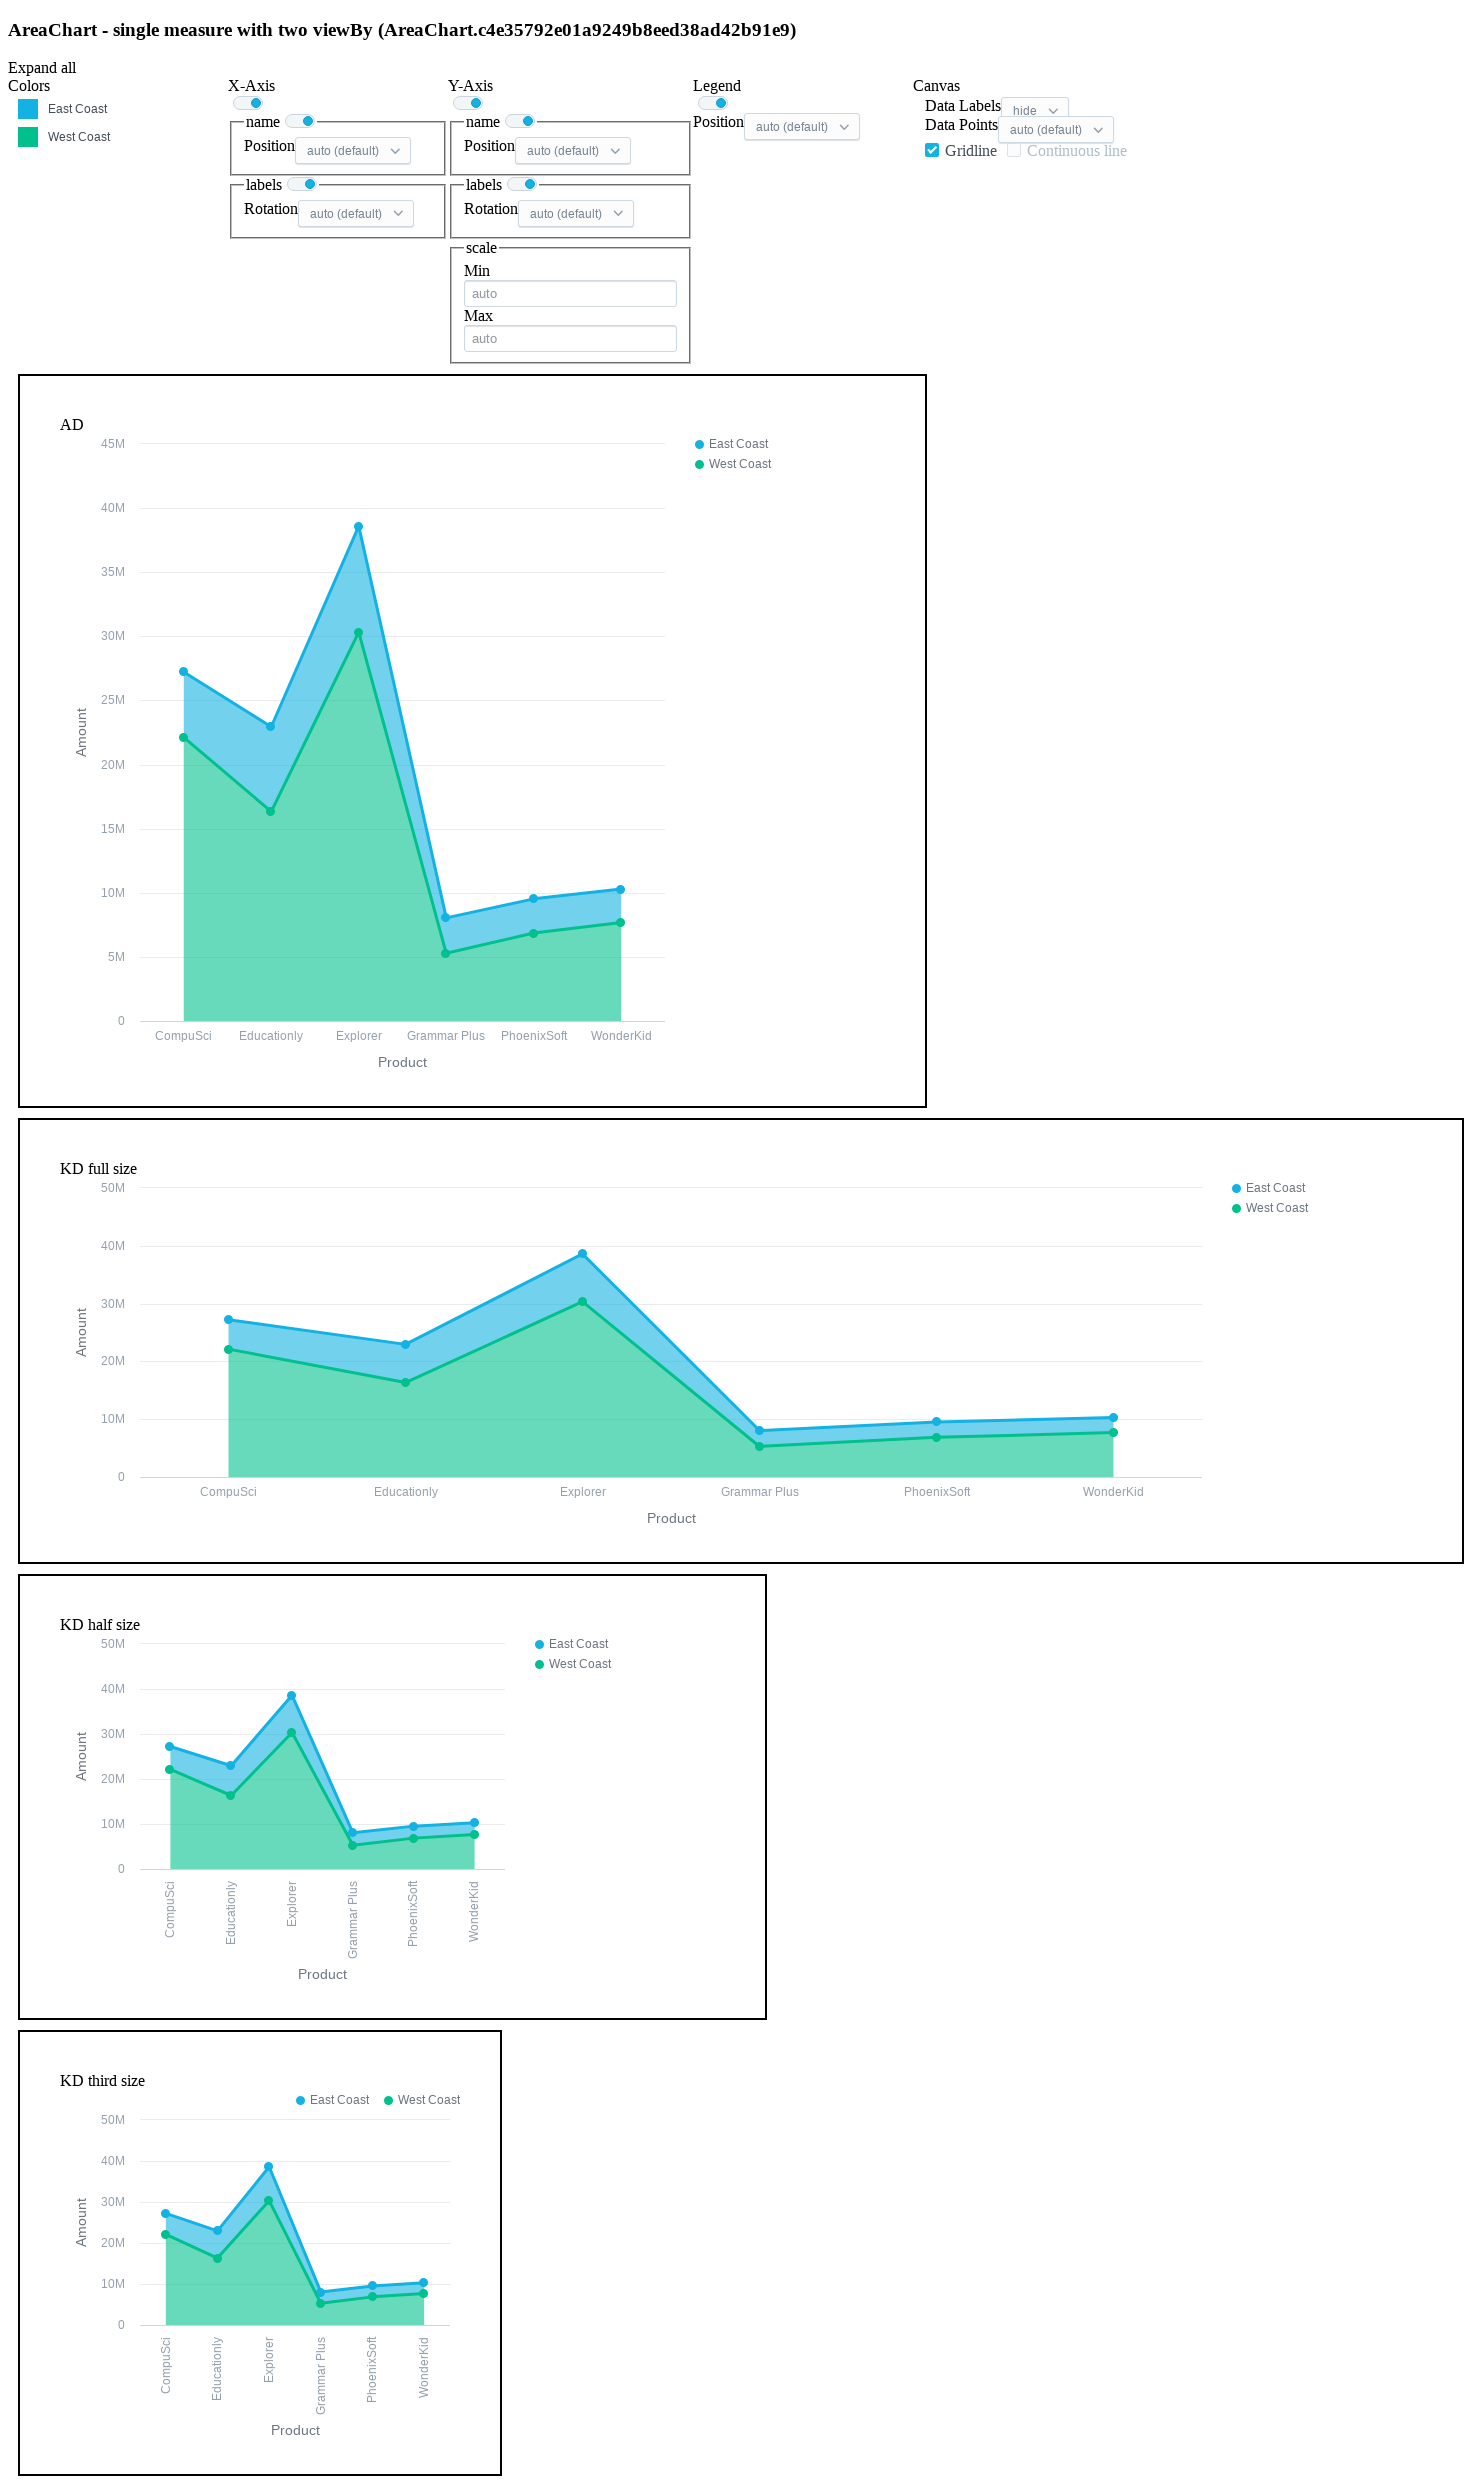 AreaChart - single measure with two viewBy (AreaChart.c4e35792e01a9249b8eed38ad42b91e9)
Expand all
Colors
East Coast
West Coast
X-Axis
name
Position auto (default)
labels
Rotation auto (default)
Y-Axis
name
Position auto (default)
labels
Rotation auto (default)
scale
Min
auto
Max
auto
Legend
Position auto (default)
Canvas
Data Labels hide
Data Points auto (default)
Gridline Continuous line
AD
45M
40M
35M
30M
25M
20M
15M
10M
5M
0
Amount
CompuSci Educationly Explorer Grammar Plus PhoenixSoft WonderKid
Product
East Coast
West Coast
KD full size
50M
40M
30M
20M
10M
0
Amount
CompuSci Educationly Explorer Grammar Plus PhoenixSoft WonderKid
Product
East Coast
West Coast
KD half size
50M
40M
30M
20M
10M
0
Amount
CompuSci
Educationly
Explorer
Grammar Plus
PhoenixSoft
WonderKid
Product
East Coast
West Coast
KD third size
East Coast West Coast
50M
40M
30M
20M
10M
0
Amount
CompuSci
Educationly
Explorer
Grammar Plus
PhoenixSoft
WonderKid
Product